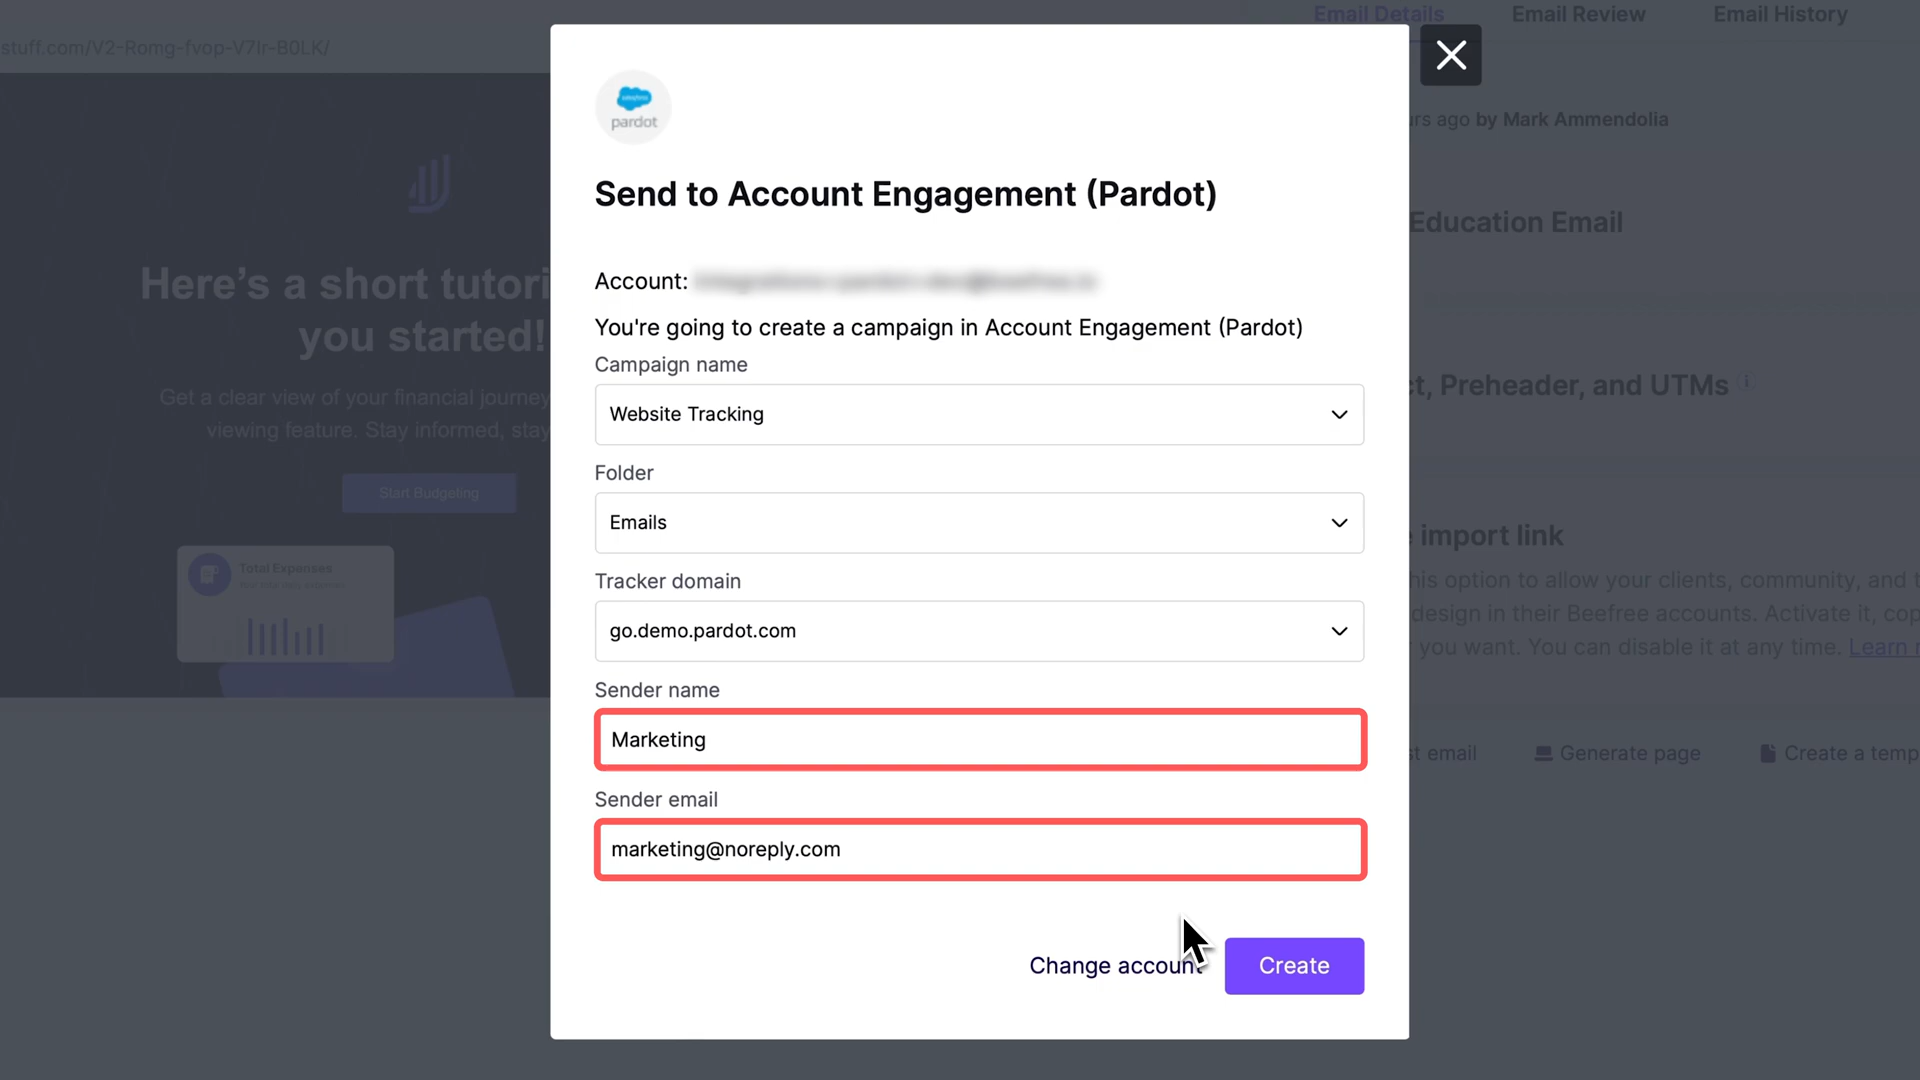 Email Details
Email Review
Email History
stuff.com/V2-Romg-fvop-V7Ir-B0LK/
pardot
urs ago by Mark Ammendolia
Send to Account Engagement (Pardot)
Education Email
Here's a short tutori
you started!
Account:
You're going to create a campaign in Account Engagement (Pardot)
Campaign name
Website Tracking
ct, Preheader, and UTMs
Get a clear view of your financial journey
viewing feature. Stay informed, stay
Folder
Emails
Start Budgeting
import link
Total Expenses
Tracker domain
go.demo.pardot.com
his option to allow your clients, community, and t
design in their Beefree accounts. Activate it, cop
you want. You can disable it at any time. Learn
Sender name
Marketing
st email
Generate page
Create a temp
Sender email
marketing@noreply.com
Change account
Create